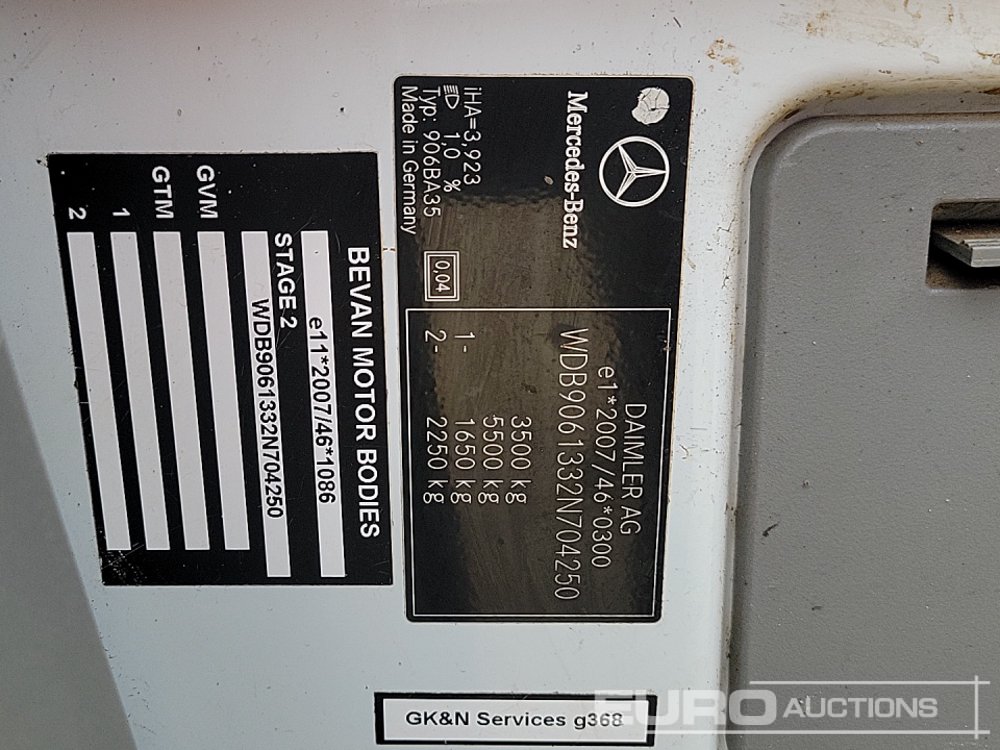 Mercedes-Benz
DAIMLER AG
e1*2007/46*0300
WDB9061332N704250
3500 kg
5500 kg
1- 1650 kg
2- 2250 kg
iHA=3,923
1,0 %
Typ: 906BA35
Made in Germany
0,04
BEVAN MOTOR BODIES
e11*2007/46*1086
STAGE 2
WDB9061332N704250
GVM
GTM
1
2
GK&N Services g368
EURO AUCTIONS